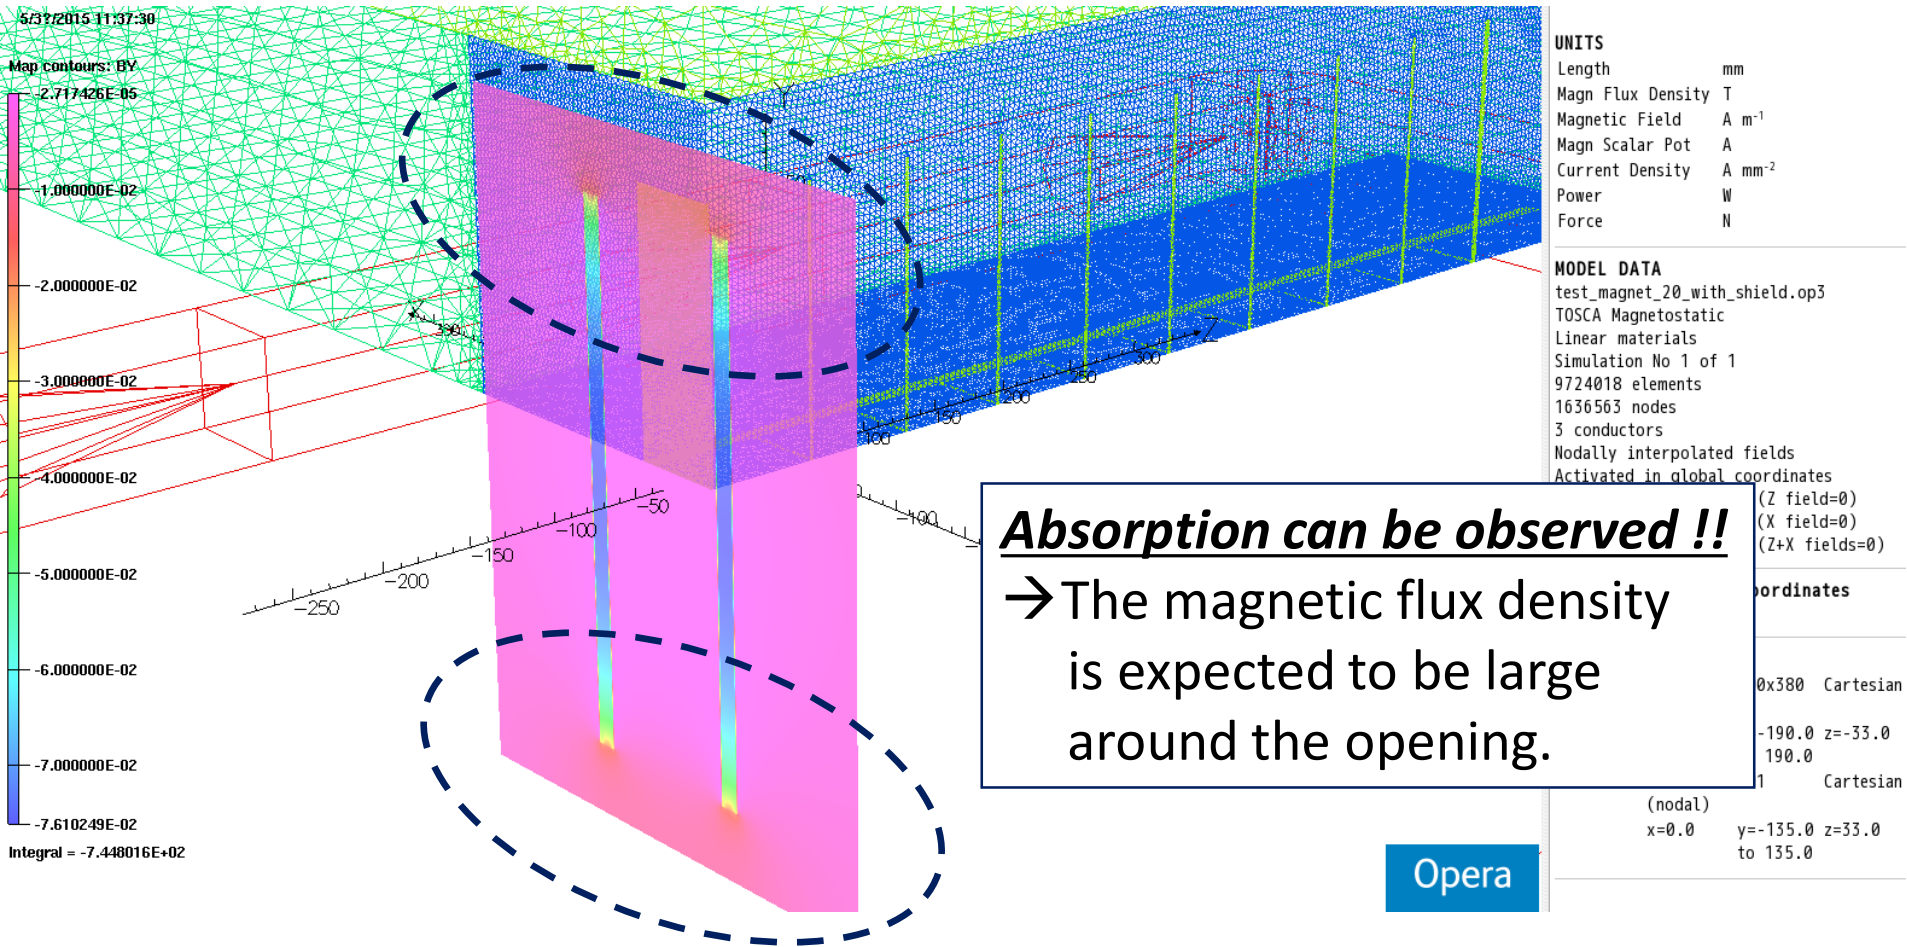 5/3?/2015 11:37:30
Map contours: BY
-2.717426E-05
-1.000000E-02
-2.000000E-02
-3.000000E-02
-4.000000E-02
-5.000000E-02
-6.000000E-02
-7.000000E-02
-7.610249E-02
Integral = -7.448016E+02
Y
Z
300
250
200
150
100
-50
-100
-150
-200
-250
-100
Absorption can be observed !!
→The magnetic flux density
is expected to be large
around the opening.
Opera
UNITS
Length mm
Magn Flux Density T
Magnetic Field A m⁻¹
Magn Scalar Pot A
Current Density A mm⁻²
Power W
Force N
MODEL DATA
test_magnet_20_with_shield.op3
TOSCA Magnetostatic
Linear materials
Simulation No 1 of 1
9724018 elements
1636563 nodes
3 conductors
Nodally interpolated fields
Activated in global coordinates
(Z field=0)
(X field=0)
(Z+X fields=0)
ordinates
0x380 Cartesian
-190.0 z=-33.0
190.0
1 Cartesian
(nodal)
x=0.0 y=-135.0 z=33.0
to 135.0